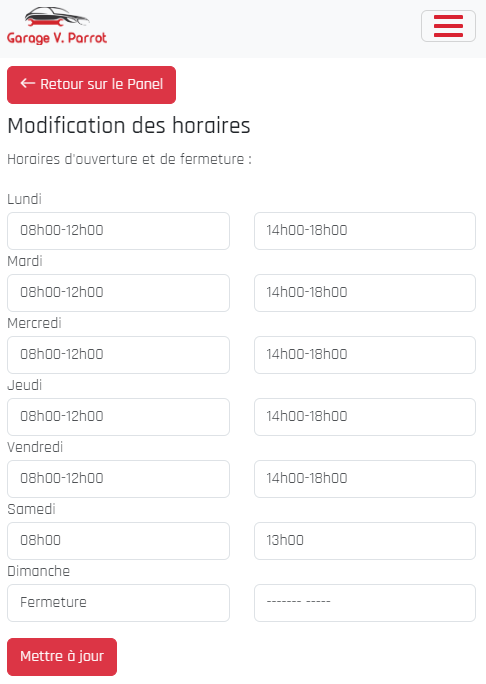 Garage V. Parrot
← Retour sur le Panel
Modification des horaires
Horaires d'ouverture et de fermeture :
Lundi
08h00-12h00 14h00-18h00
Mardi
08h00-12h00 14h00-18h00
Mercredi
08h00-12h00 14h00-18h00
Jeudi
08h00-12h00 14h00-18h00
Vendredi
08h00-12h00 14h00-18h00
Samedi
08h00 13h00
Dimanche
Fermeture ------- -----
Mettre à jour